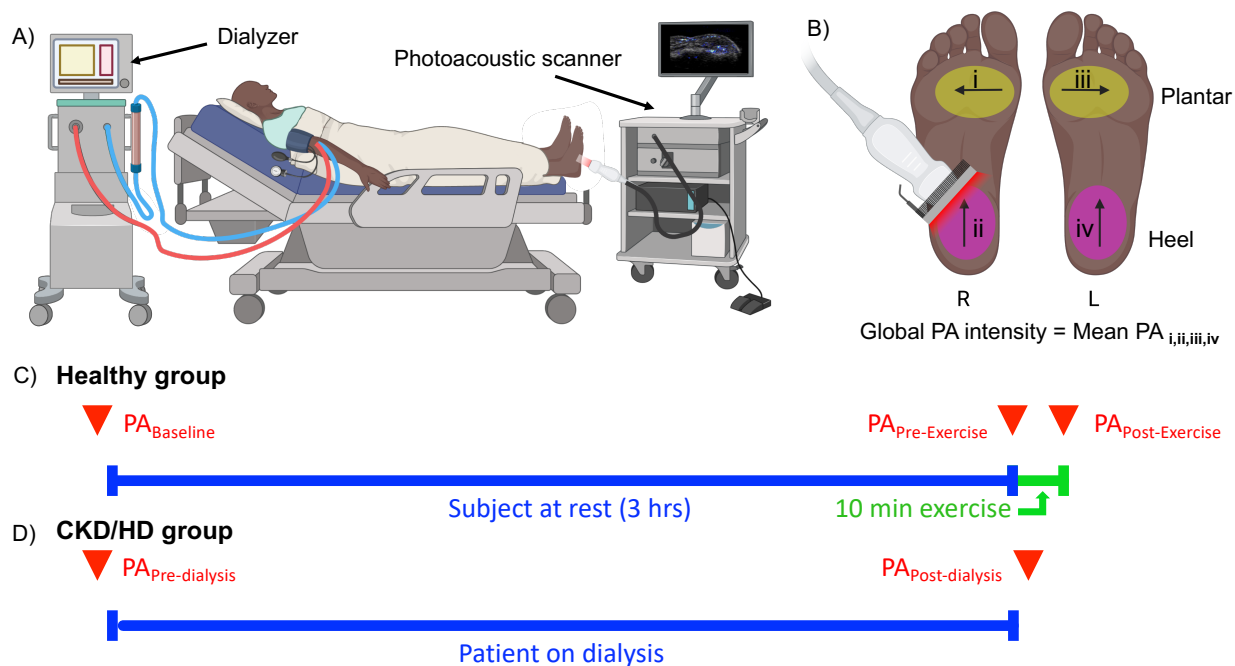 A)
Dialyzer
Photoacoustic scanner
B)
i
iii
Plantar
ii
iv
Heel
R
L
Global PA intensity = Mean PA i,ii,iii,iv
C) Healthy group
PABaseline
PAPre-Exercise
PAPost-Exercise
Subject at rest (3 hrs)
10 min exercise
D) CKD/HD group
PAPre-dialysis
PAPost-dialysis
Patient on dialysis